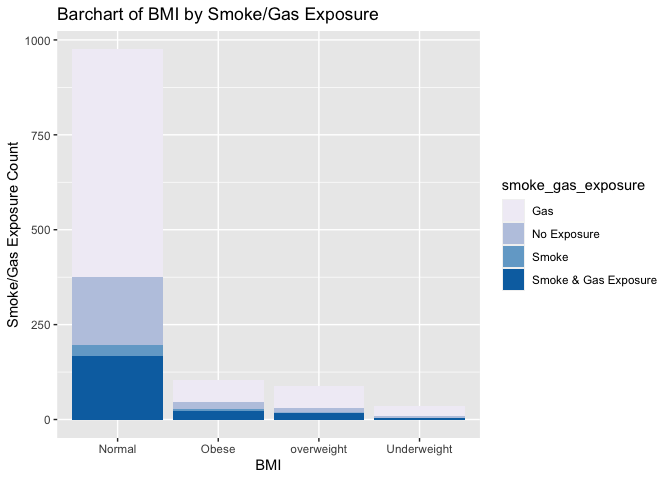 Barchart of BMI by Smoke/Gas Exposure
1000
750
500
250
0
Smoke/Gas Exposure Count
Normal
Obese
overweight
Underweight
BMI
smoke_gas_exposure
Gas
No Exposure
Smoke
Smoke & Gas Exposure